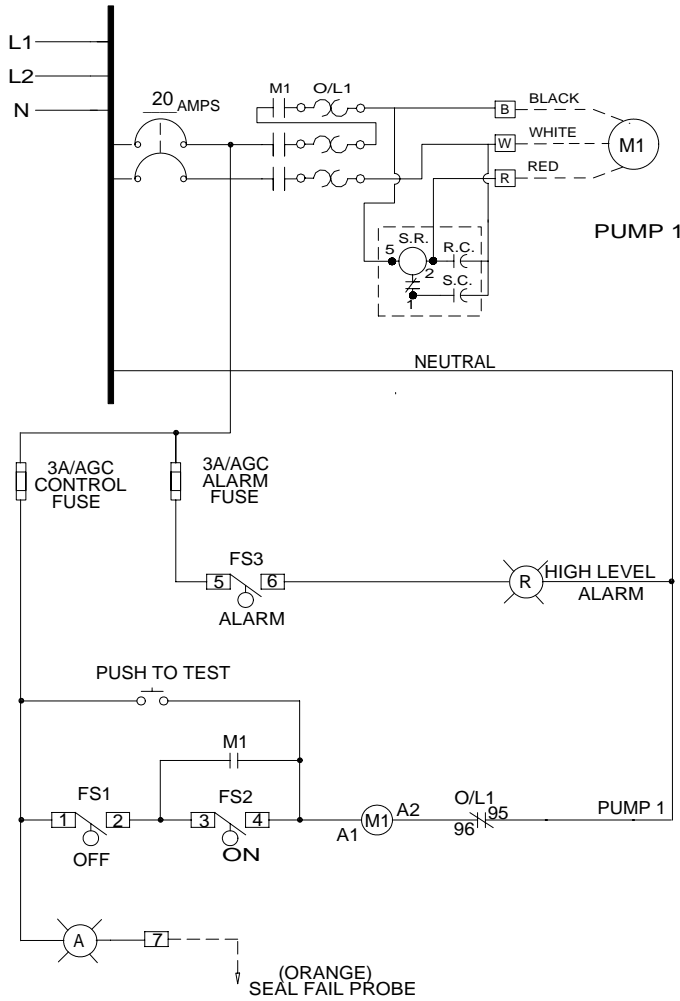 L1
L2
N
20 AMPS
M1 O/L1
B BLACK
W WHITE
R RED
M1
PUMP 1
S.R.
5
2
1
R.C.
S.C.
NEUTRAL
3A/AGC
CONTROL
FUSE
3A/AGC
ALARM
FUSE
FS3
5 6
ALARM
R
HIGH LEVEL
ALARM
PUSH TO TEST
M1
FS1
1 2
OFF
FS2
3 4
ON
A1 M1 A2
O/L1
96 95
PUMP 1
A
7
(ORANGE)
SEAL FAIL PROBE